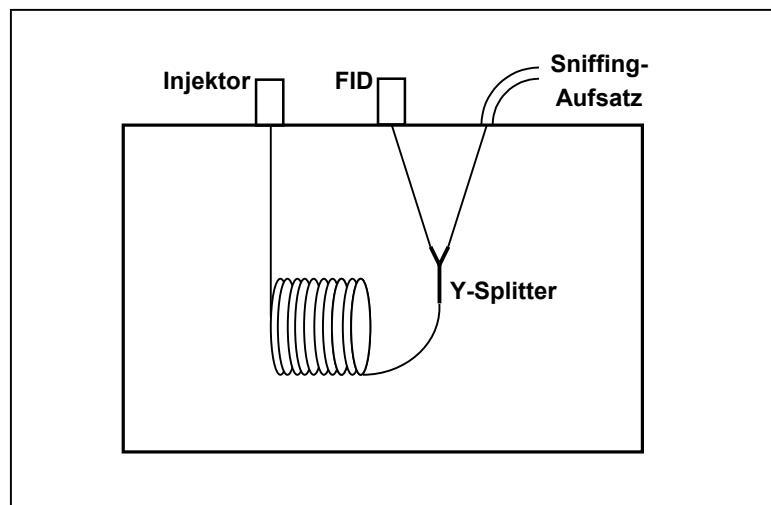 Injektor
FID
Sniffing-
Aufsatz
Y-Splitter